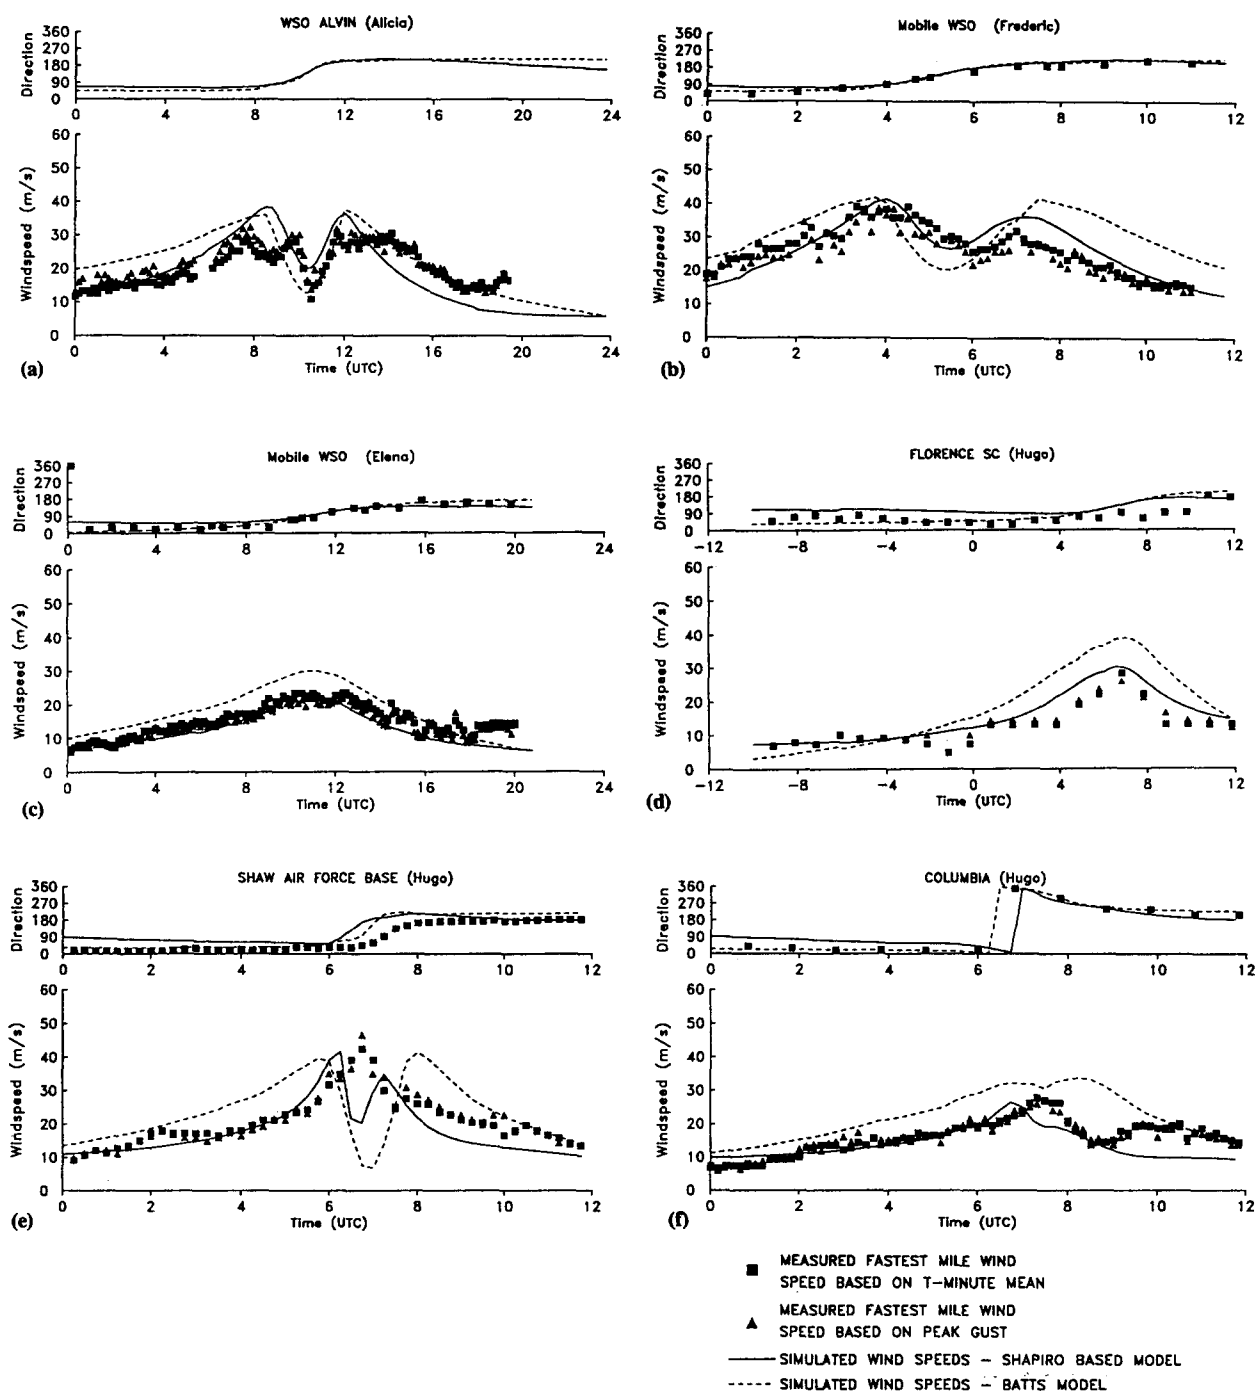 WSO ALVIN (Alicia)
Direction
360
270
180
90
0
0 4 8 12 16 20 24
Windspeed (m/s)
60
50
40
30
20
10
0
0 4 8 12 16 20 24
Time (UTC)
(a)
Mobile WSO (Frederic)
Direction
360
270
180
90
0
0 2 4 6 8 10 12
Windspeed (m/s)
60
50
40
30
20
10
0
0 2 4 6 8 10 12
Time (UTC)
(b)
Mobile WSO (Elena)
Direction
360
270
180
90
0
0 4 8 12 16 20 24
Windspeed (m/s)
60
50
40
30
20
10
0
0 4 8 12 16 20 24
Time (UTC)
(c)
FLORENCE SC (Hugo)
Direction
360
270
180
90
0
-12 -8 -4 0 4 8 12
Windspeed (m/s)
60
50
40
30
20
10
0
-12 -8 -4 0 4 8 12
Time (UTC)
(d)
SHAW AIR FORCE BASE (Hugo)
Direction
360
270
180
90
0
0 2 4 6 8 10 12
Windspeed (m/s)
60
50
40
30
20
10
0
0 2 4 6 8 10 12
Time (UTC)
(e)
COLUMBIA (Hugo)
Direction
360
270
180
90
0
0 2 4 6 8 10 12
Windspeed (m/s)
60
50
40
30
20
10
0
0 2 4 6 8 10 12
Time (UTC)
(f)
MEASURED FASTEST MILE WIND
SPEED BASED ON T-MINUTE MEAN
MEASURED FASTEST MILE WIND
SPEED BASED ON PEAK GUST
SIMULATED WIND SPEEDS - SHAPIRO BASED MODEL
SIMULATED WIND SPEEDS - BATTS MODEL